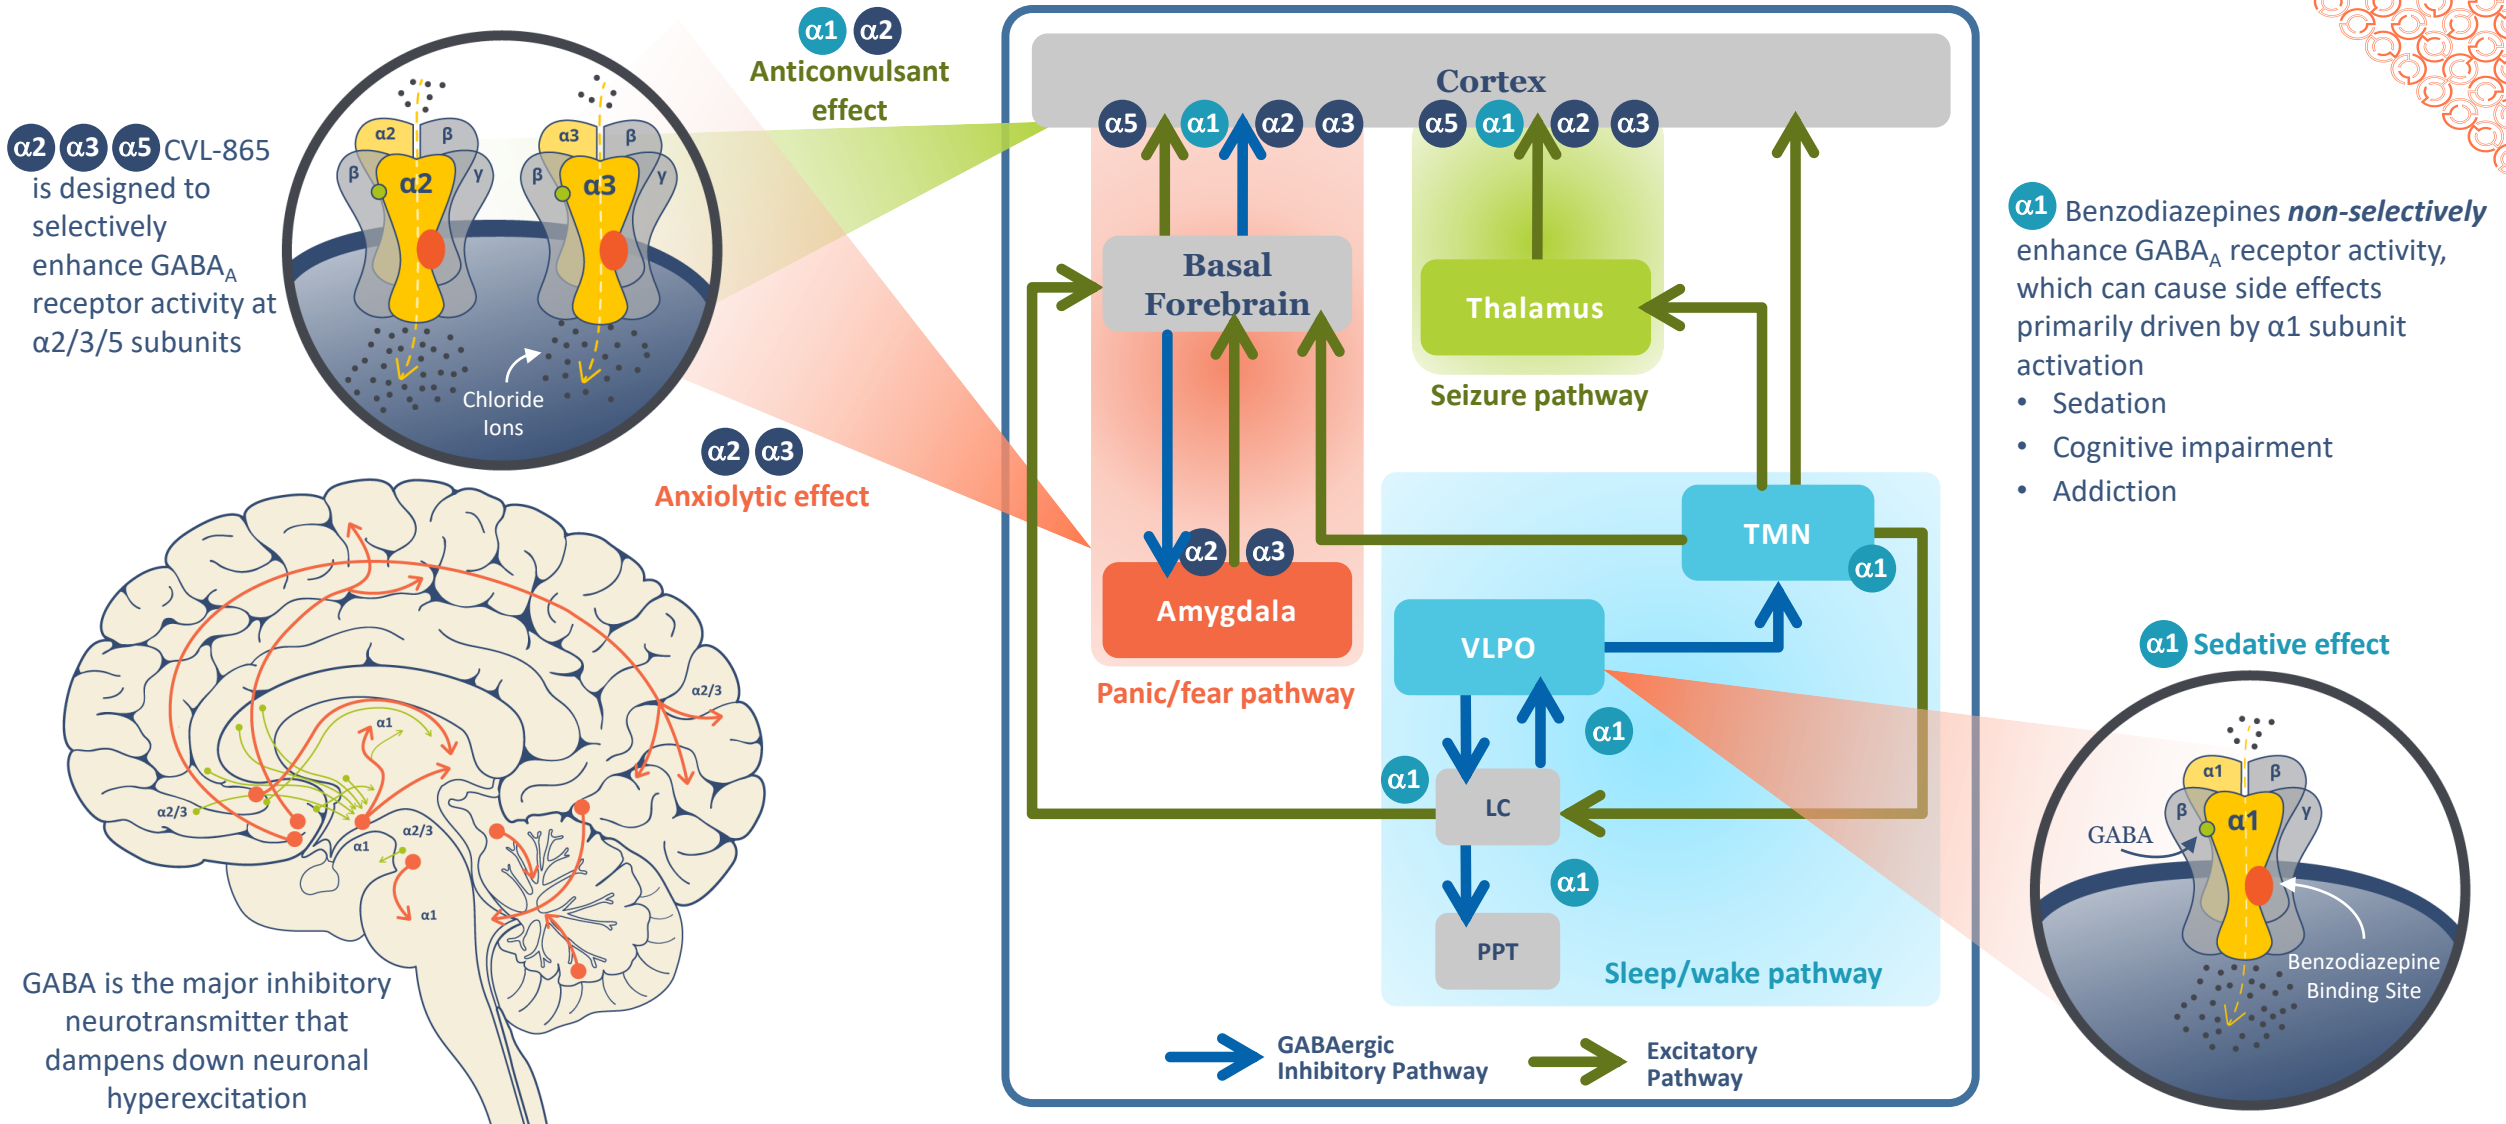 α2 α3 α5 CVL-865
is designed to
selectively
enhance GABAA
receptor activity at
α2/3/5 subunits
α2
β
β
α2
γ
α3
β
β
α3
γ
Chloride
Ions
α1 α2
Anticonvulsant
effect
α2 α3
Anxiolytic effect
α2/3
α1
α2/3
α2/3
α1
α1
GABA is the major inhibitory
neurotransmitter that
dampens down neuronal
hyperexcitation
Cortex
α5 α1 α2 α3
α5 α1 α2 α3
Basal
Forebrain
Thalamus
Seizure pathway
α2 α3
Amygdala
Panic/fear pathway
TMN
α1
VLPO
α1
α1
LC
α1
PPT
Sleep/wake pathway
GABAergic
Inhibitory Pathway
Excitatory
Pathway
α1 Benzodiazepines non-selectively
enhance GABAA receptor activity,
which can cause side effects
primarily driven by α1 subunit
activation
• Sedation
• Cognitive impairment
• Addiction
α1 Sedative effect
α1
β
β
α1
γ
GABA
Benzodiazepine
Binding Site